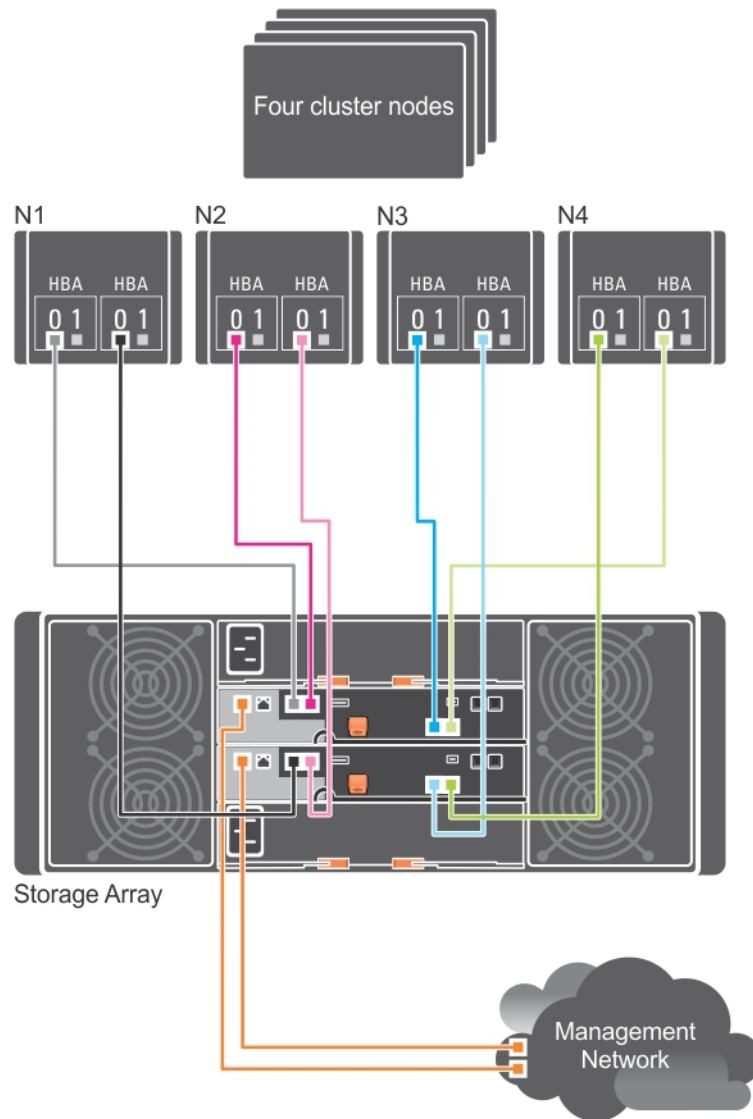 Four cluster nodes
N1
N2
N3
N4
HBA HBA
0 1 0 1
HBA HBA
0 1 0 1
HBA HBA
0 1 0 1
HBA HBA
0 1 0 1
Storage Array
Management
Network